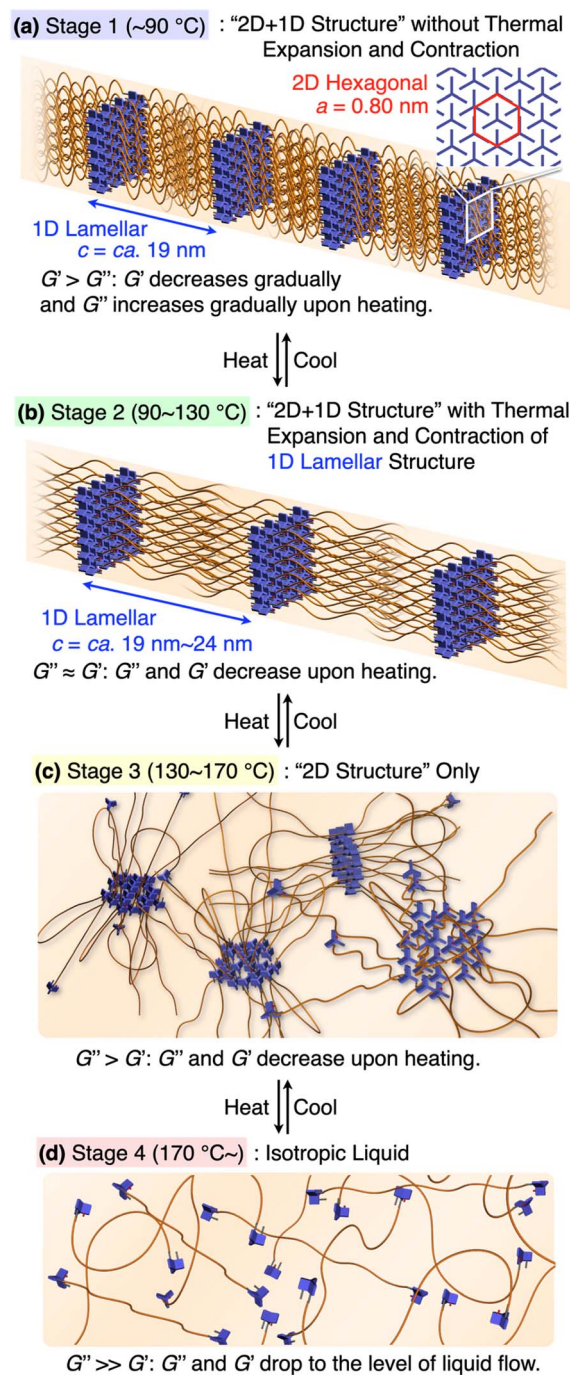 (a) Stage 1 (~90 °C) : “2D+1D Structure” without Thermal
Expansion and Contraction
2D Hexagonal
a = 0.80 nm
1D Lamellar
c = ca. 19 nm
G’ > G’’: G’ decreases gradually
and G’’ increases gradually upon heating.
Heat Cool
(b) Stage 2 (90~130 °C) : “2D+1D Structure” with Thermal
Expansion and Contraction of
1D Lamellar Structure
1D Lamellar
c = ca. 19 nm~24 nm
G’’ ≈ G’: G’’ and G’ decrease upon heating.
Heat Cool
(c) Stage 3 (130~170 °C) : “2D Structure” Only
G’’ > G’: G’’ and G’ decrease upon heating.
Heat Cool
(d) Stage 4 (170 °C~) : Isotropic Liquid
G’’ >> G’: G’’ and G’ drop to the level of liquid flow.